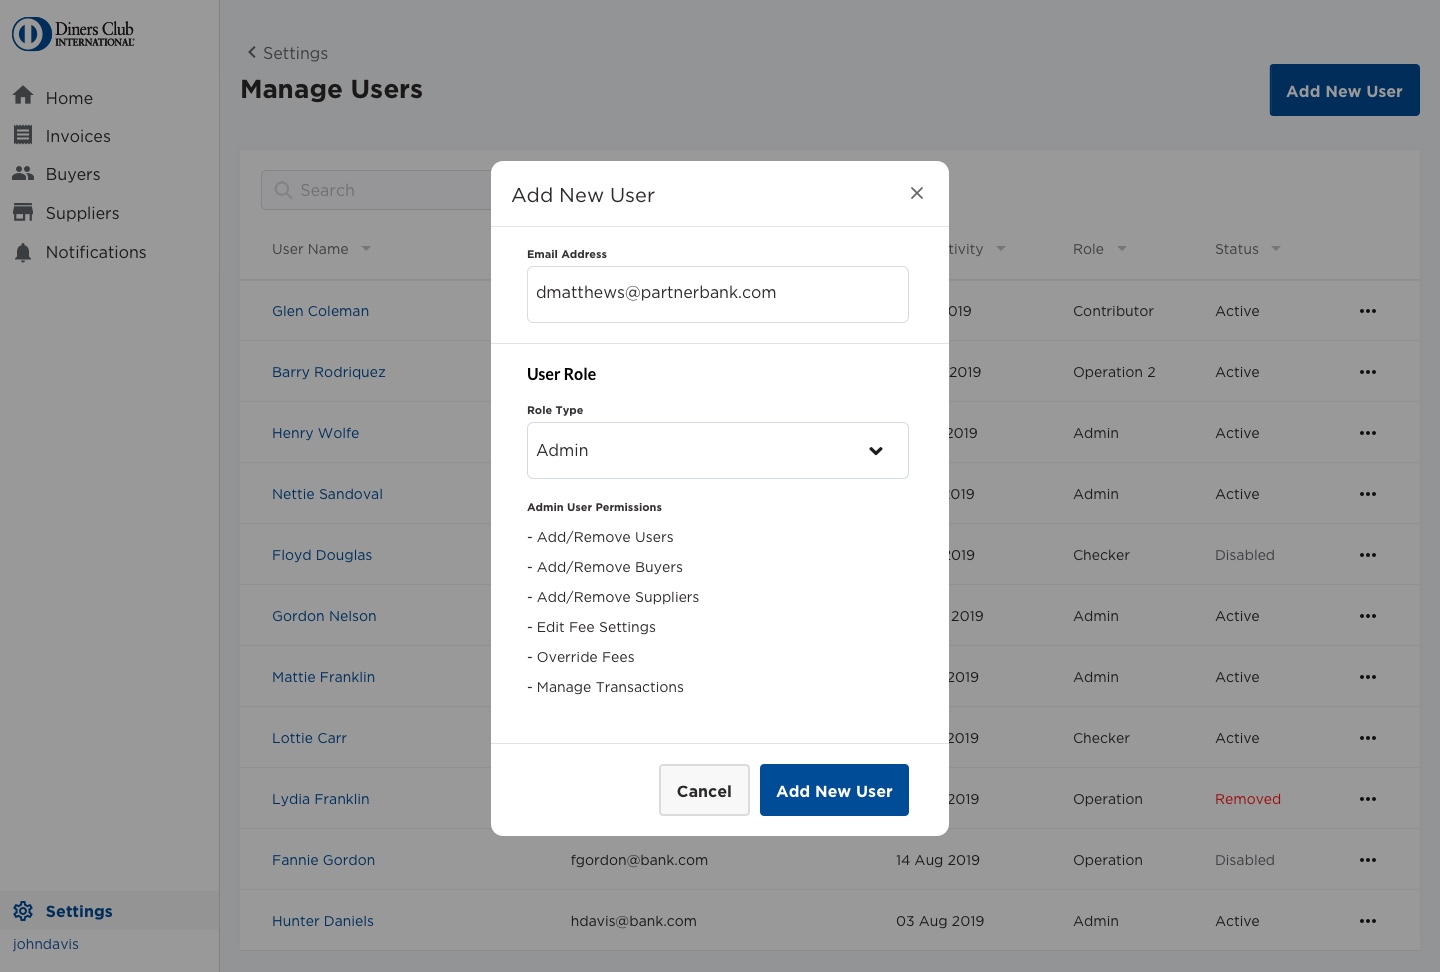 Diners Club
INTERNATIONAL
Home
Invoices
Buyers
Suppliers
Notifications
Settings
johndavis
Settings
Manage Users
Add New User
Search
User Name
Role
Status
Glen Coleman
Contributor
Active
Barry Rodriquez
2019
Operation 2
Active
Henry Wolfe
2019
Admin
Active
Nettie Sandoval
Admin
Active
Floyd Douglas
Checker
Disabled
Gordon Nelson
2019
Admin
Active
Mattie Franklin
2019
Admin
Active
Lottie Carr
2019
Checker
Active
Lydia Franklin
2019
Operation
Removed
Fannie Gordon
fgordon@bank.com
14 Aug 2019
Operation
Disabled
Hunter Daniels
hdavis@bank.com
03 Aug 2019
Admin
Active
Add New User
Email Address
dmatthews@partnerbank.com
User Role
Role Type
Admin
Admin User Permissions
- Add/Remove Users
- Add/Remove Buyers
- Add/Remove Suppliers
- Edit Fee Settings
- Override Fees
- Manage Transactions
Cancel
Add New User